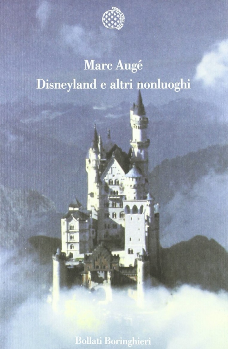 Marc Augé
Disneyland e altri nonluoghi
Bollati Boringhieri